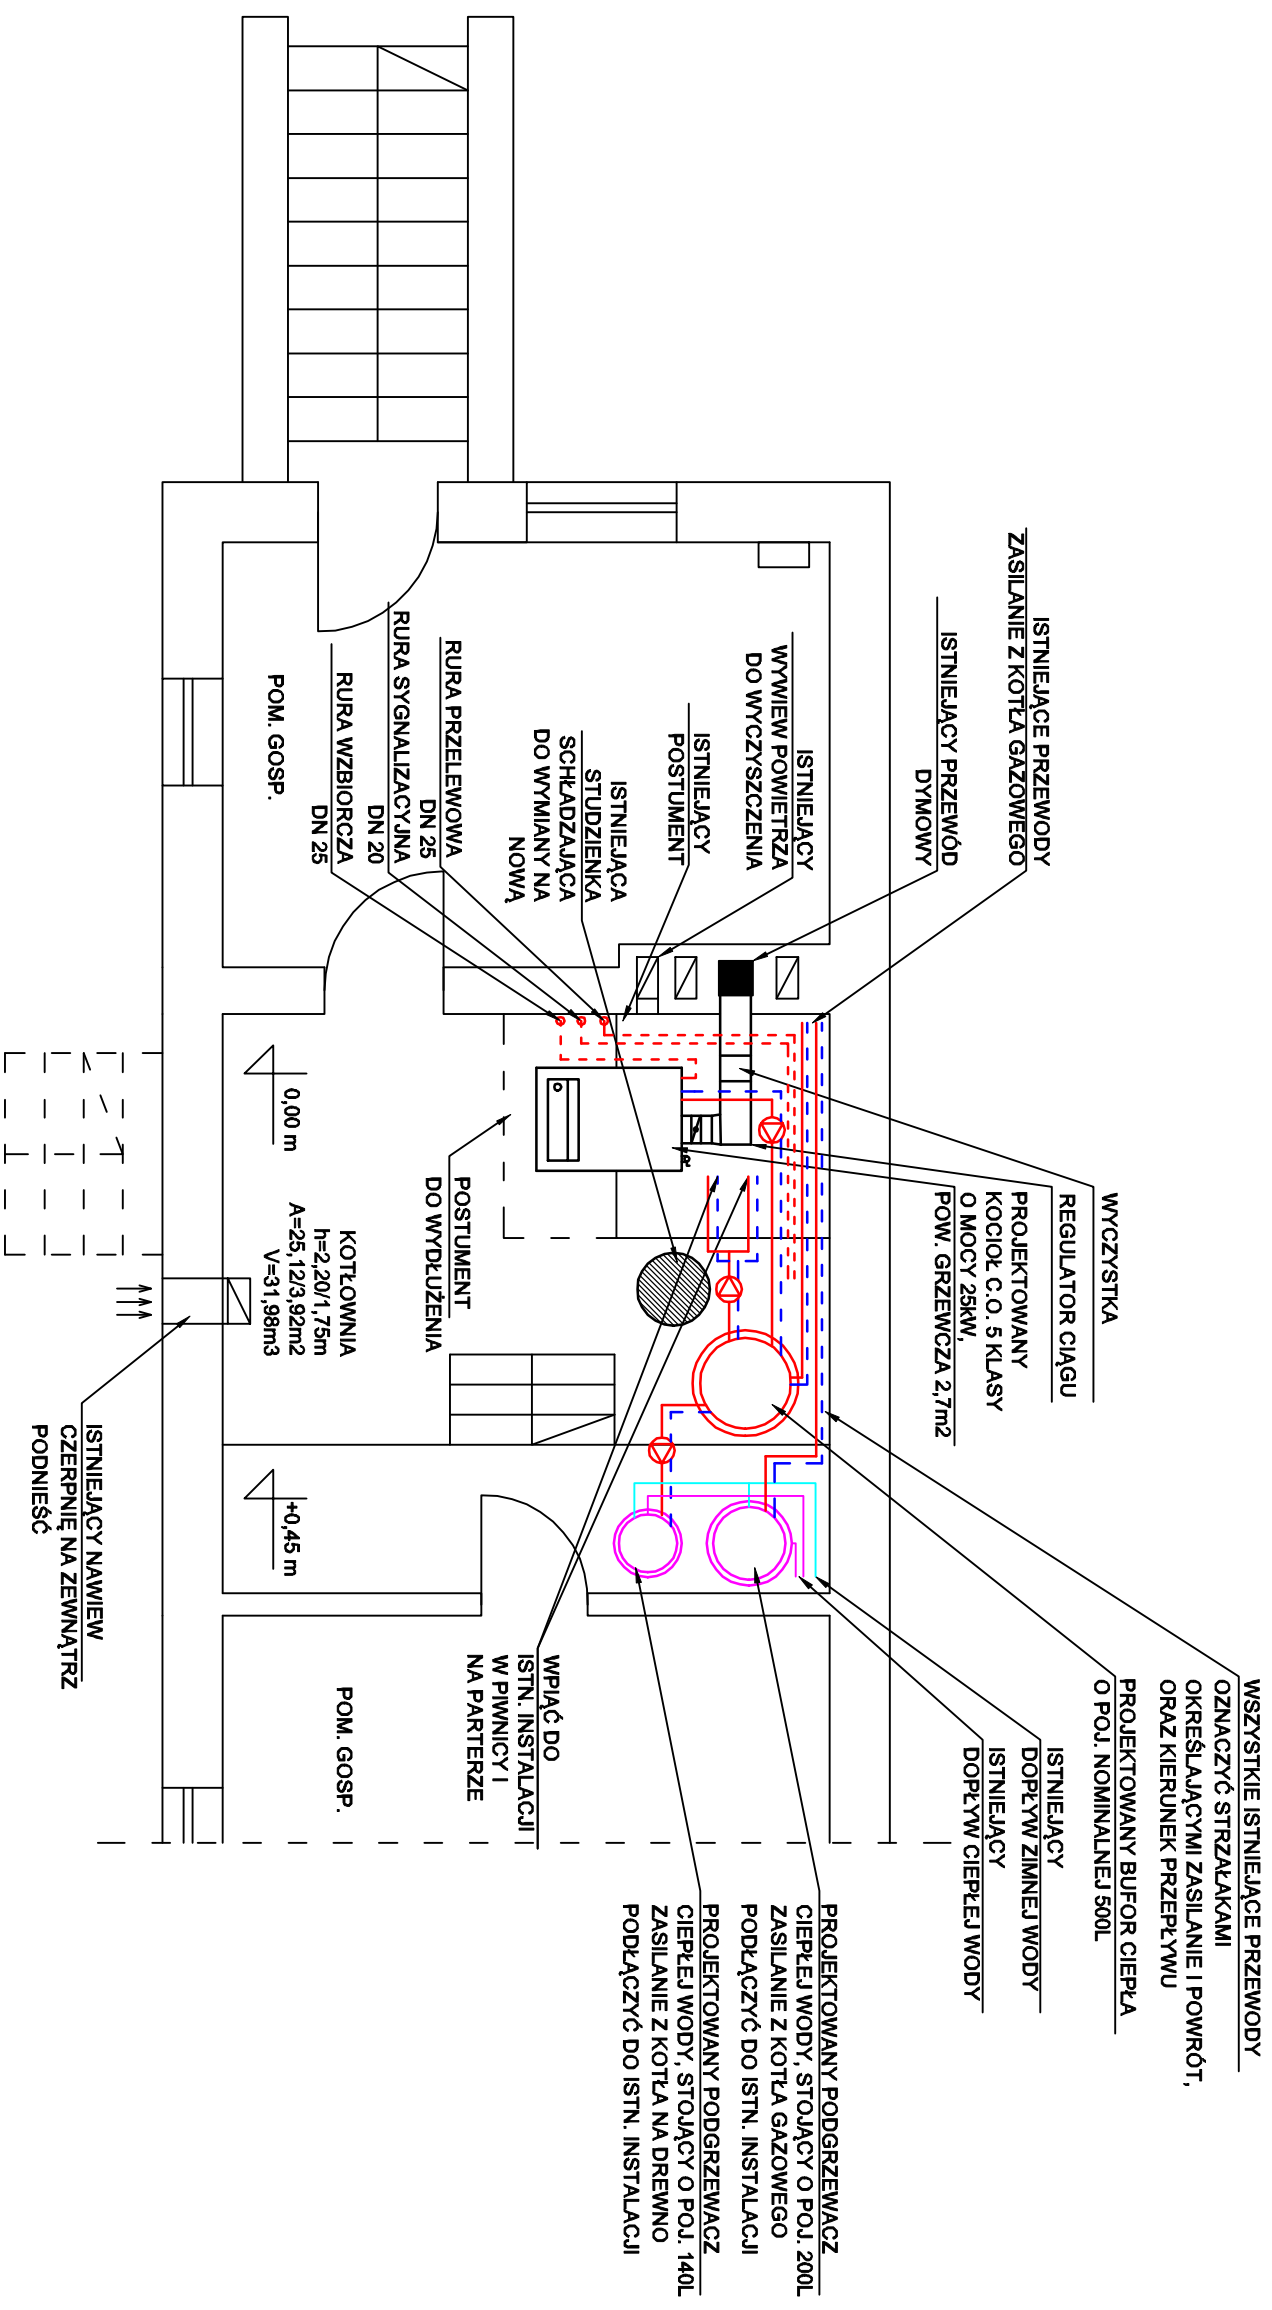 WSZYSTKIE ISTNIEJĄCE PRZEWODY
OZNACZYĆ STRZAŁAKAMI
OKREŚLAJĄCYMI ZASILANIE I POWRÓT,
ORAZ KIERUNEK PRZEPŁYWU
PROJEKTOWANY BUFOR CIEPŁA
O POJ. NOMINALNEJ 500L
ISTNIEJĄCY
DOPŁYW ZIMNEJ WODY
ISTNIEJĄCY
DOPŁYW CIEPŁEJ WODY
PROJEKTOWANY PODGRZEWACZ
CIEPŁEJ WODY, STOJĄCY O POJ. 200L
ZASILANIE Z KOTŁA GAZOWEGO
PODŁĄCZYĆ DO ISTN. INSTALACJI
PROJEKTOWANY PODGRZEWACZ
CIEPŁEJ WODY, STOJĄCY O POJ. 140L
ZASILANIE Z KOTŁA NA DREWNO
PODŁĄCZYĆ DO ISTN. INSTALACJI
WYCZYSTKA
REGULATOR CIĄGU
PROJEKTOWANY
KOCIOŁ C.O. 5 KLASY
O MOCY 25kW,
POW. GRZEWCZA 2,7m2
ISTNIEJĄCE PRZEWODY
ZASILANIE Z KOTŁA GAZOWEGO
ISTNIEJĄCY PRZEWÓD
DYMOWY
ISTNIEJĄCY
WYWIEW POWIETRZA
DO WYCZYSZCZENIA
ISTNIEJĄCY
POSTUMENT
ISTNIEJĄCA
STUDZIENKA
SCHŁADZAJĄCA
DO WYMIANY NA
NOWĄ
RURA PRZELEWOWA
DN 25
RURA SYGNALIZACYJNA
DN 20
RURA WZBIORCZA
DN 25
POM. GOSP.
WPIĄĆ DO
ISTN. INSTALACJI
W PIWNICY I
NA PARTERZE
POSTUMENT
DO WYDŁUŻENIA
KOTŁOWNIA
h=2,20/1,75m
A=25,12/3,92m2
V=31,98m3
0,00 m
+0,45 m
POM. GOSP.
ISTNIEJĄCY NAWIEW
CZERPNIĘ NA ZEWNĄTRZ
PODNIEŚĆ